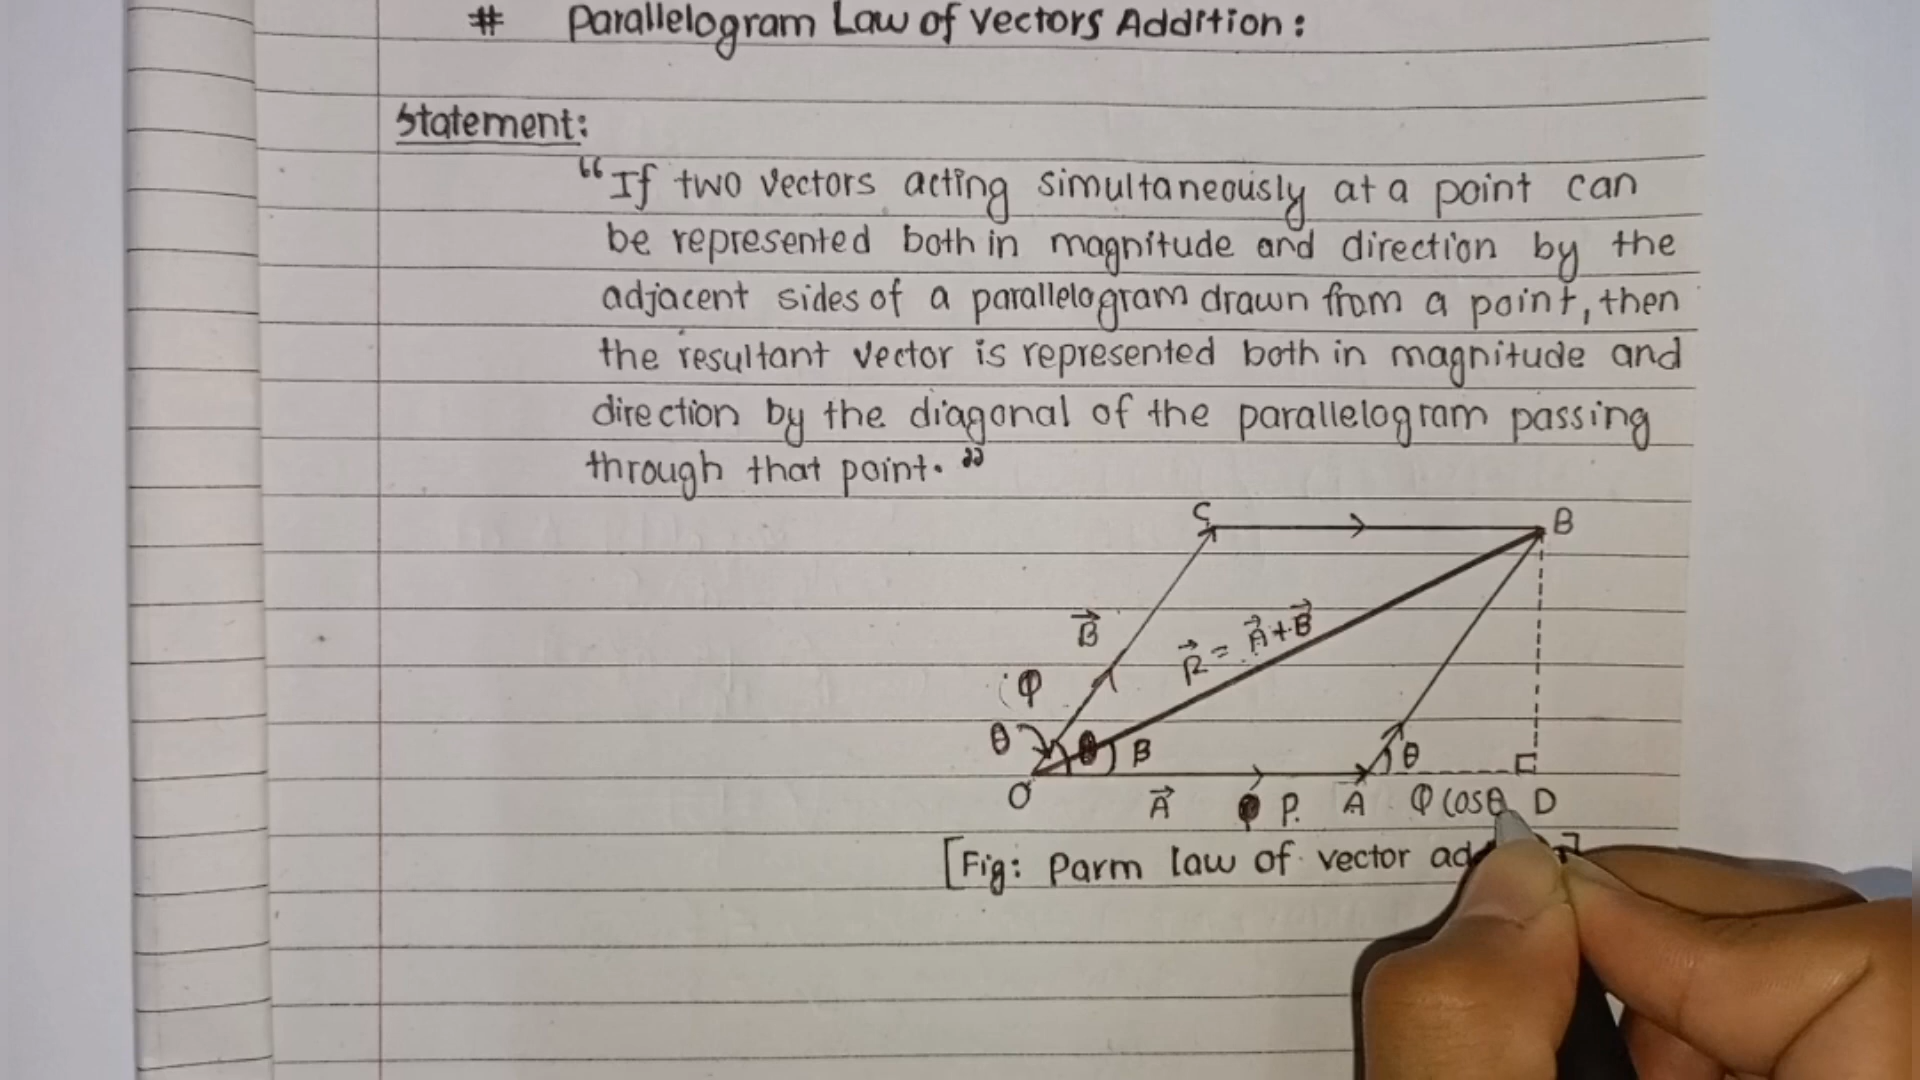 # Parallelogram Law of Vectors Addition:
Statement:
“If two vectors acting simultaneously at a point can
be represented both in magnitude and direction by the
adjacent sides of a parallelogram drawn from a point, then
the resultant vector is represented both in magnitude and
direction by the diagonal of the parallelogram passing
through that point.”
C
B
B⃗
R⃗ = A⃗ + B⃗
φ
θ
β
θ
O
A⃗
P.
A
φ cosθ
D
[Fig: Parm law of vector